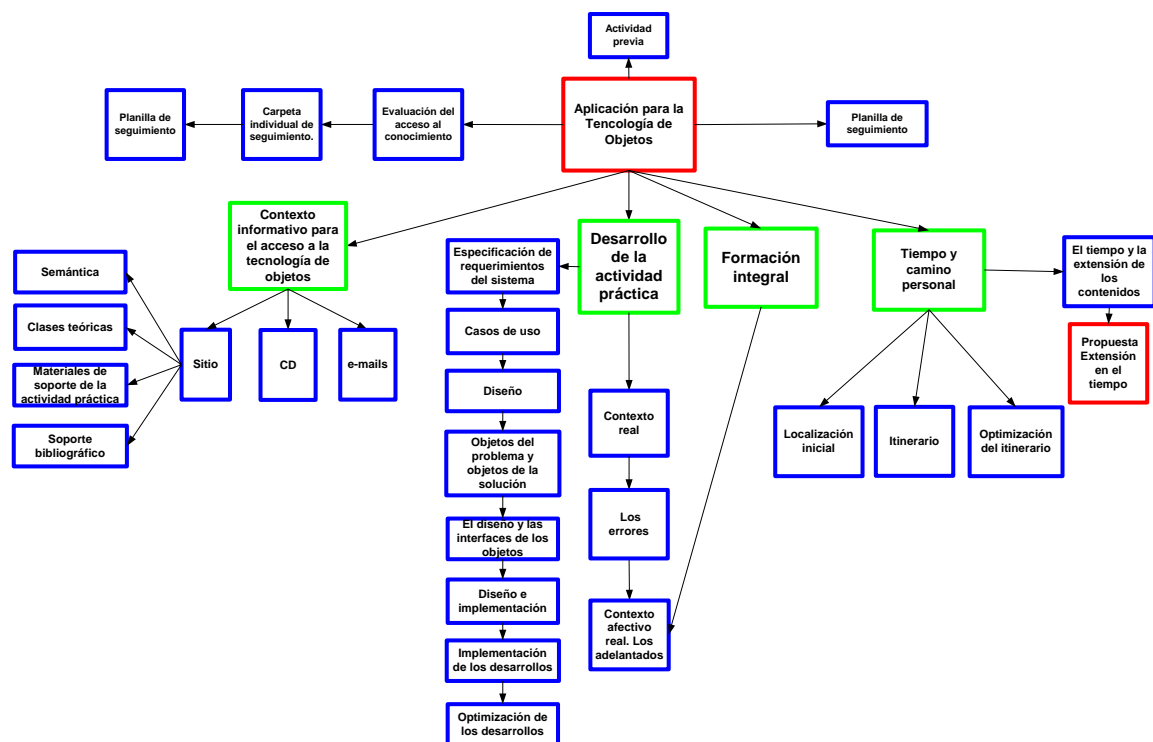 Actividad
previa
Aplicación para la
Tencología de
Objetos
Evaluación del
acceso al
conocimiento
Carpeta
individual de
seguimiento.
Planilla de
seguimiento
Planilla de
seguimiento
Contexto
informativo para
el acceso a la
tecnología de
objetos
Semántica
Clases teóricas
Materiales de
soporte de la
actividad práctica
Soporte
bibliográfico
Sitio
CD
e-mails
Desarrollo
de la
actividad
práctica
Especificación de
requerimientos
del sistema
Casos de uso
Diseño
Objetos del
problema y
objetos de la
solución
El diseño y las
interfaces de los
objetos
Diseño e
implementación
Implementación
de los desarrollos
Optimización de
los desarrollos
Contexto
real
Los
errores
Contexto
afectivo
real. Los
adelantados
Formación
integral
Tiempo y
camino
personal
Localización
inicial
Itinerario
Optimización
del itinerario
El tiempo y la
extensión de
los
contenidos
Propuesta
Extensión
en el
tiempo